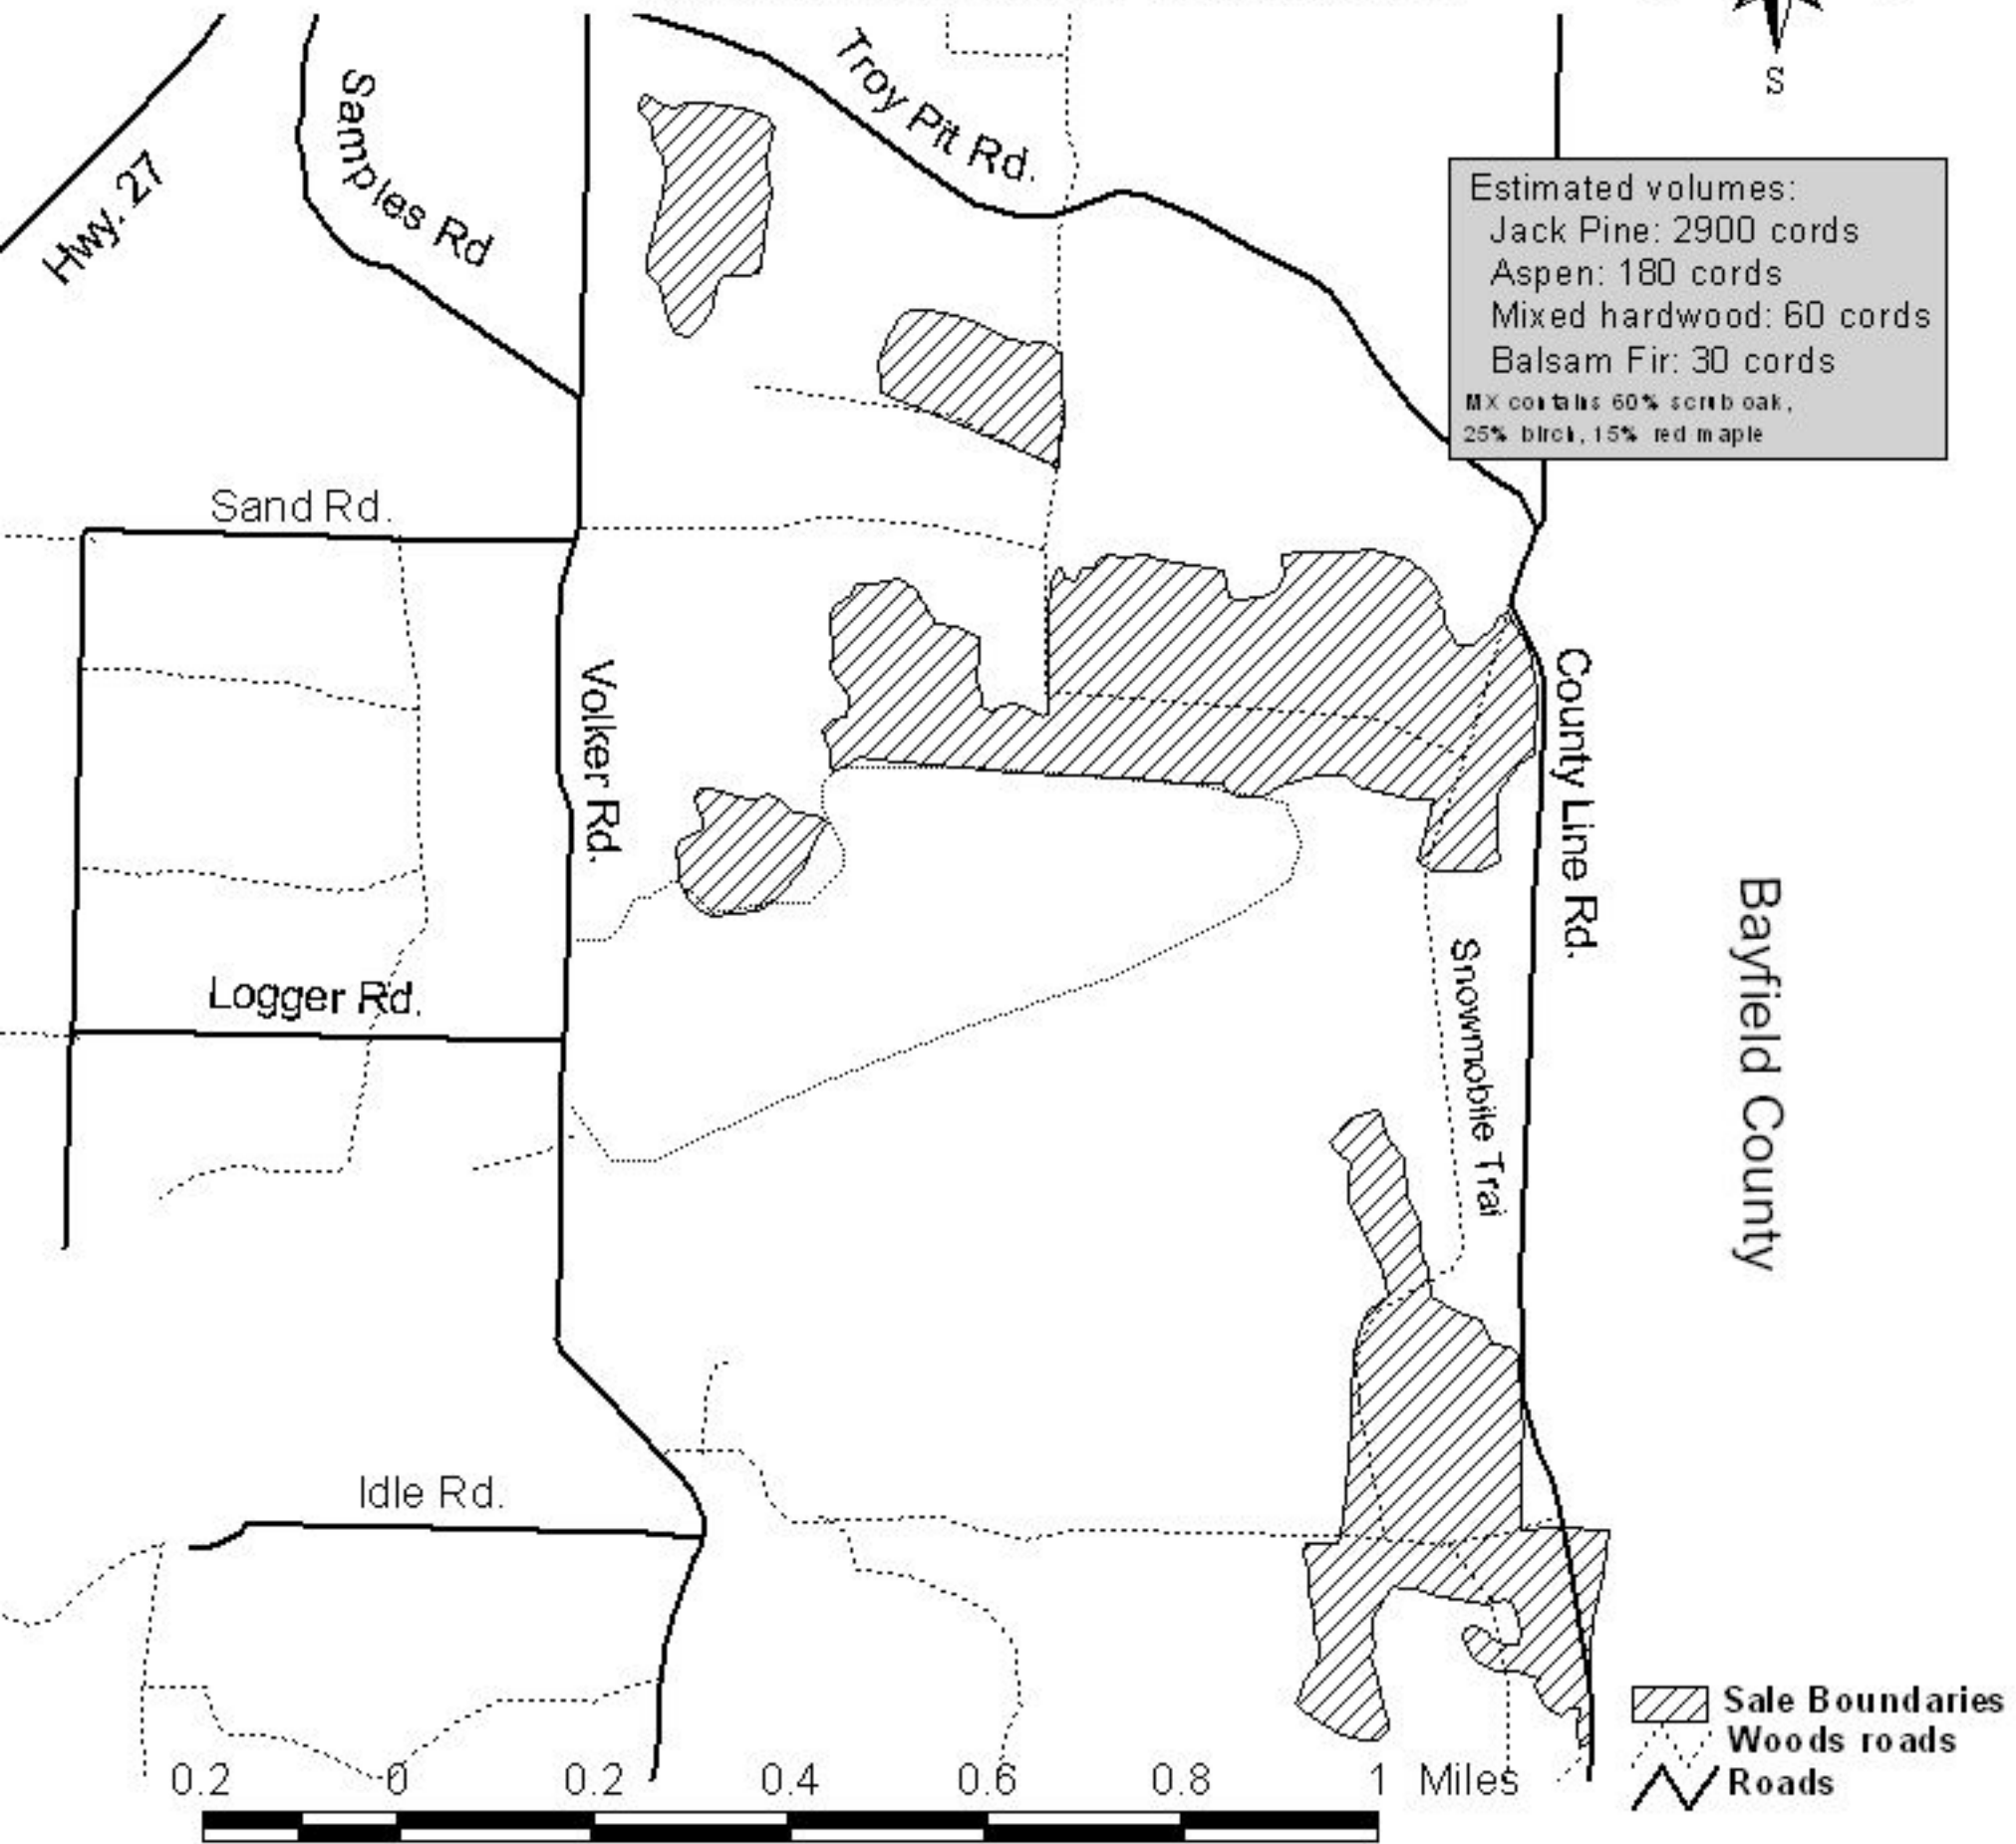 S
Troy Pit Rd.
Samples Rd
Hwy. 27
Estimated volumes:
Jack Pine: 2900 cords
Aspen: 180 cords
Mixed hardwood: 60 cords
Balsam Fir: 30 cords
MX contains 60% scrub oak,
25% birch, 15% red maple
Sand Rd.
Volker Rd.
County Line Rd.
Bayfield County
Snowmobile Trail
Logger Rd.
Idle Rd.
Sale Boundaries
Woods roads
Roads
0.2 0 0.2 0.4 0.6 0.8 1 Miles